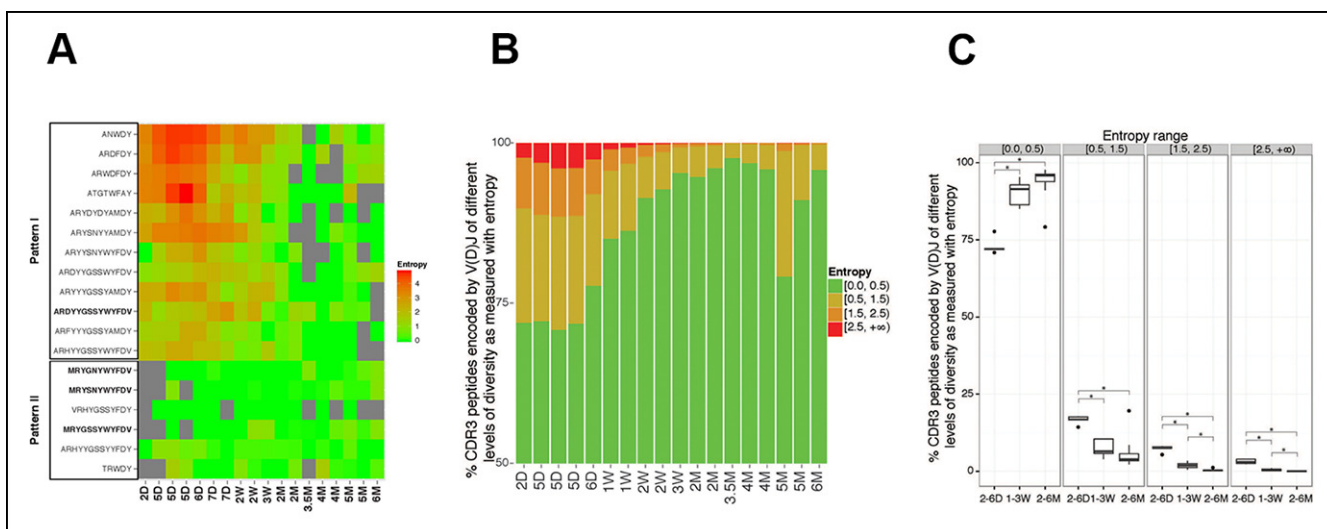 A
Pattern I
ANWDY
ARDFDY
ARWDFDY
ATGTWFAY
ARYDYDYAMDY
ARYSNYYAMDY
ARYYSNYWYFDV
ARDYYGSSWYFDV
ARYYYGSSYAMDY
ARDYYGSSYWYFDV
ARFYYYGSSYAMDY
ARHYYGSSYWYFDV
Pattern II
MRYGNYWYFDV
MRYSNYWYFDV
VRHYGSSYFDY
MRYGSSYWYFDV
ARHYYGSSYYFDY
TRWDY
2D 5D 5D 5D 6D 7D 7D 2W 2W 3W 2M 2M 3.5M 4M 4M 5M 5M 6M
Entropy
4
3
2
1
0
B
% CDR3 peptides encoded by V(D)J of different
levels of diversity as measured with entropy
100
75
50
2D 5D 5D 5D 6D 1W 1W 2W 2W 3W 2M 2M 3.5M 4M 4M 5M 5M 6M
Entropy
[0.0, 0.5)
[0.5, 1.5)
[1.5, 2.5)
[2.5, +∞)
C
Entropy range
[0.0, 0.5) [0.5, 1.5) [1.5, 2.5) [2.5, +∞)
% CDR3 peptides encoded by V(D)J of different
levels of diversity as measured with entropy
100
75
50
25
0
* *
* *
* * *
* * *
2-6D 1-3W 2-6M 2-6D 1-3W 2-6M 2-6D 1-3W 2-6M 2-6D 1-3W 2-6M